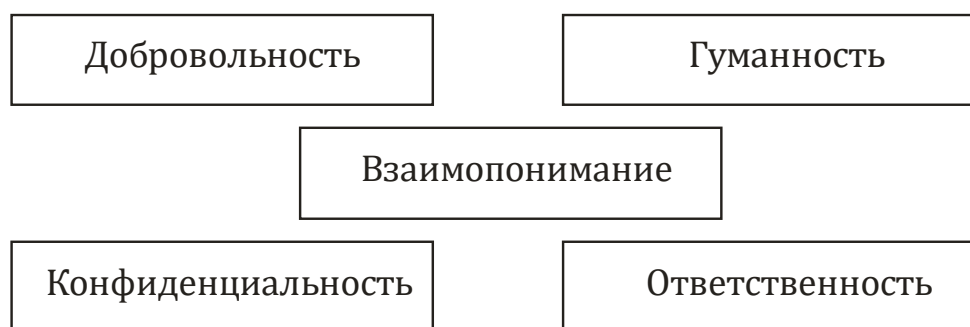 Добровольность
Гуманность
Взаимопонимание
Конфиденциальность
Ответственность